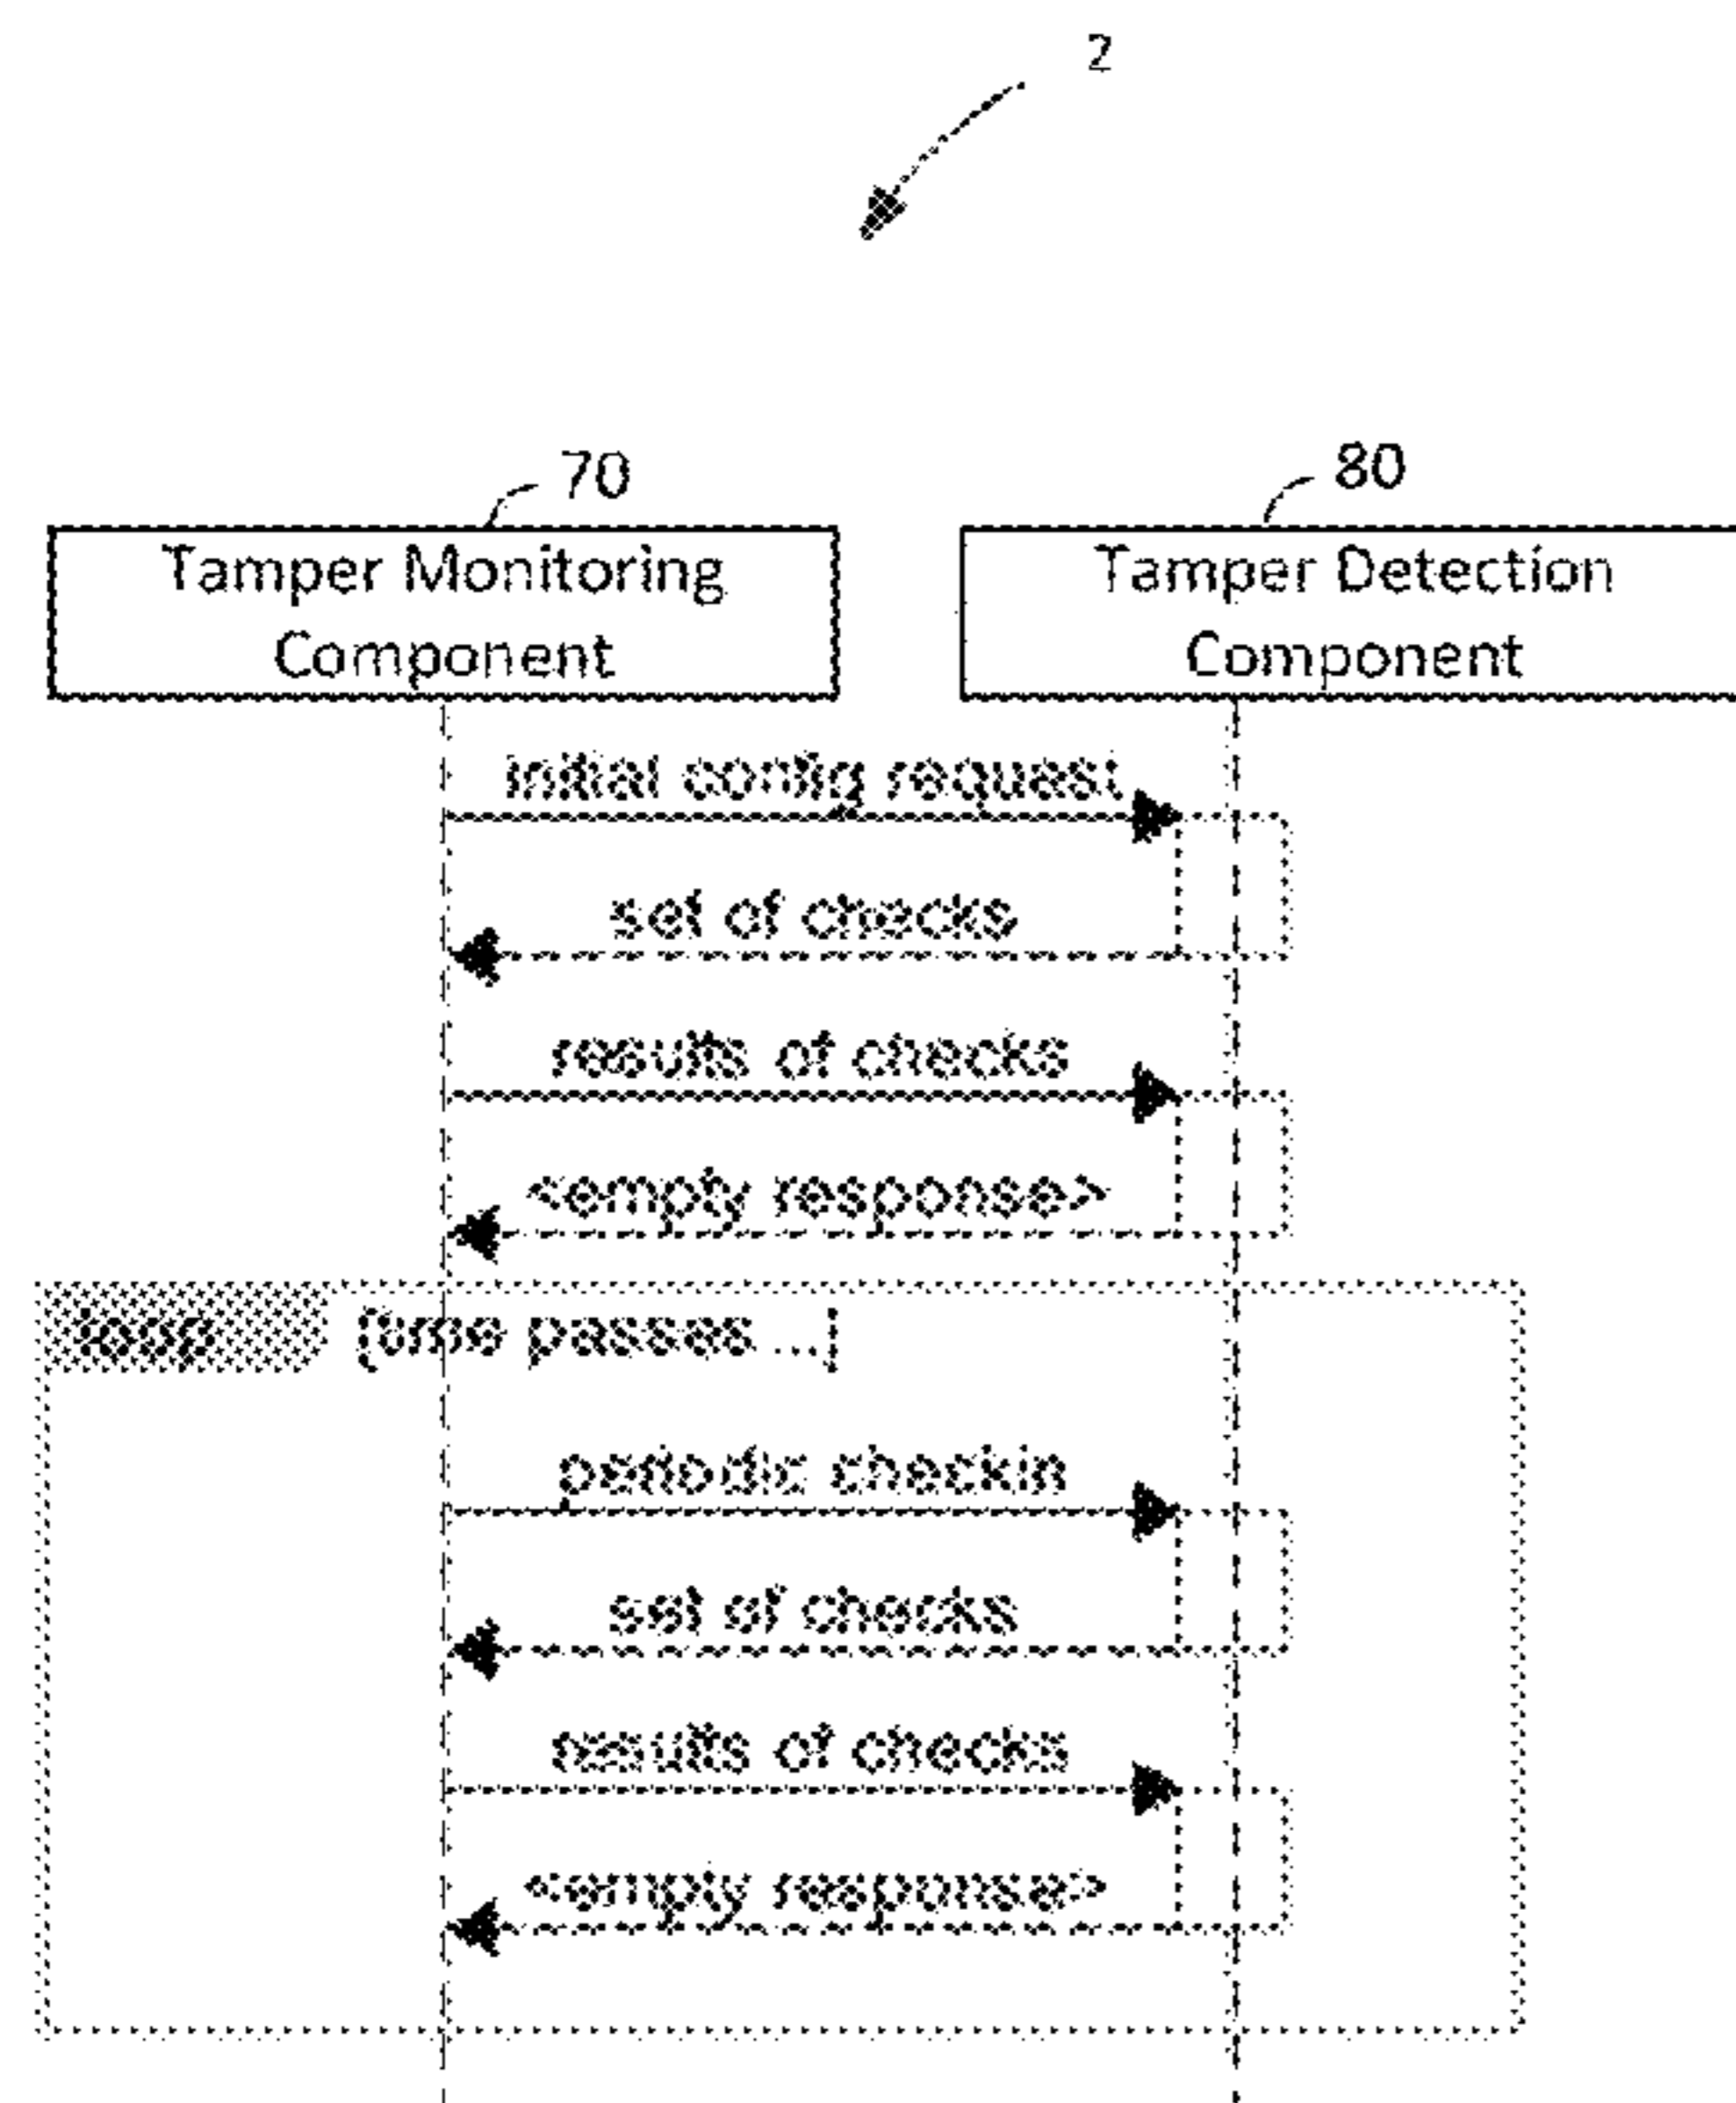 2
70
80
Tamper Monitoring
Component
Tamper Detection
Component
initial config request
set of checks
results of checks
<empty response>
loop
[time passes ...]
periodic checkin
set of checks
results of checks
<empty response>